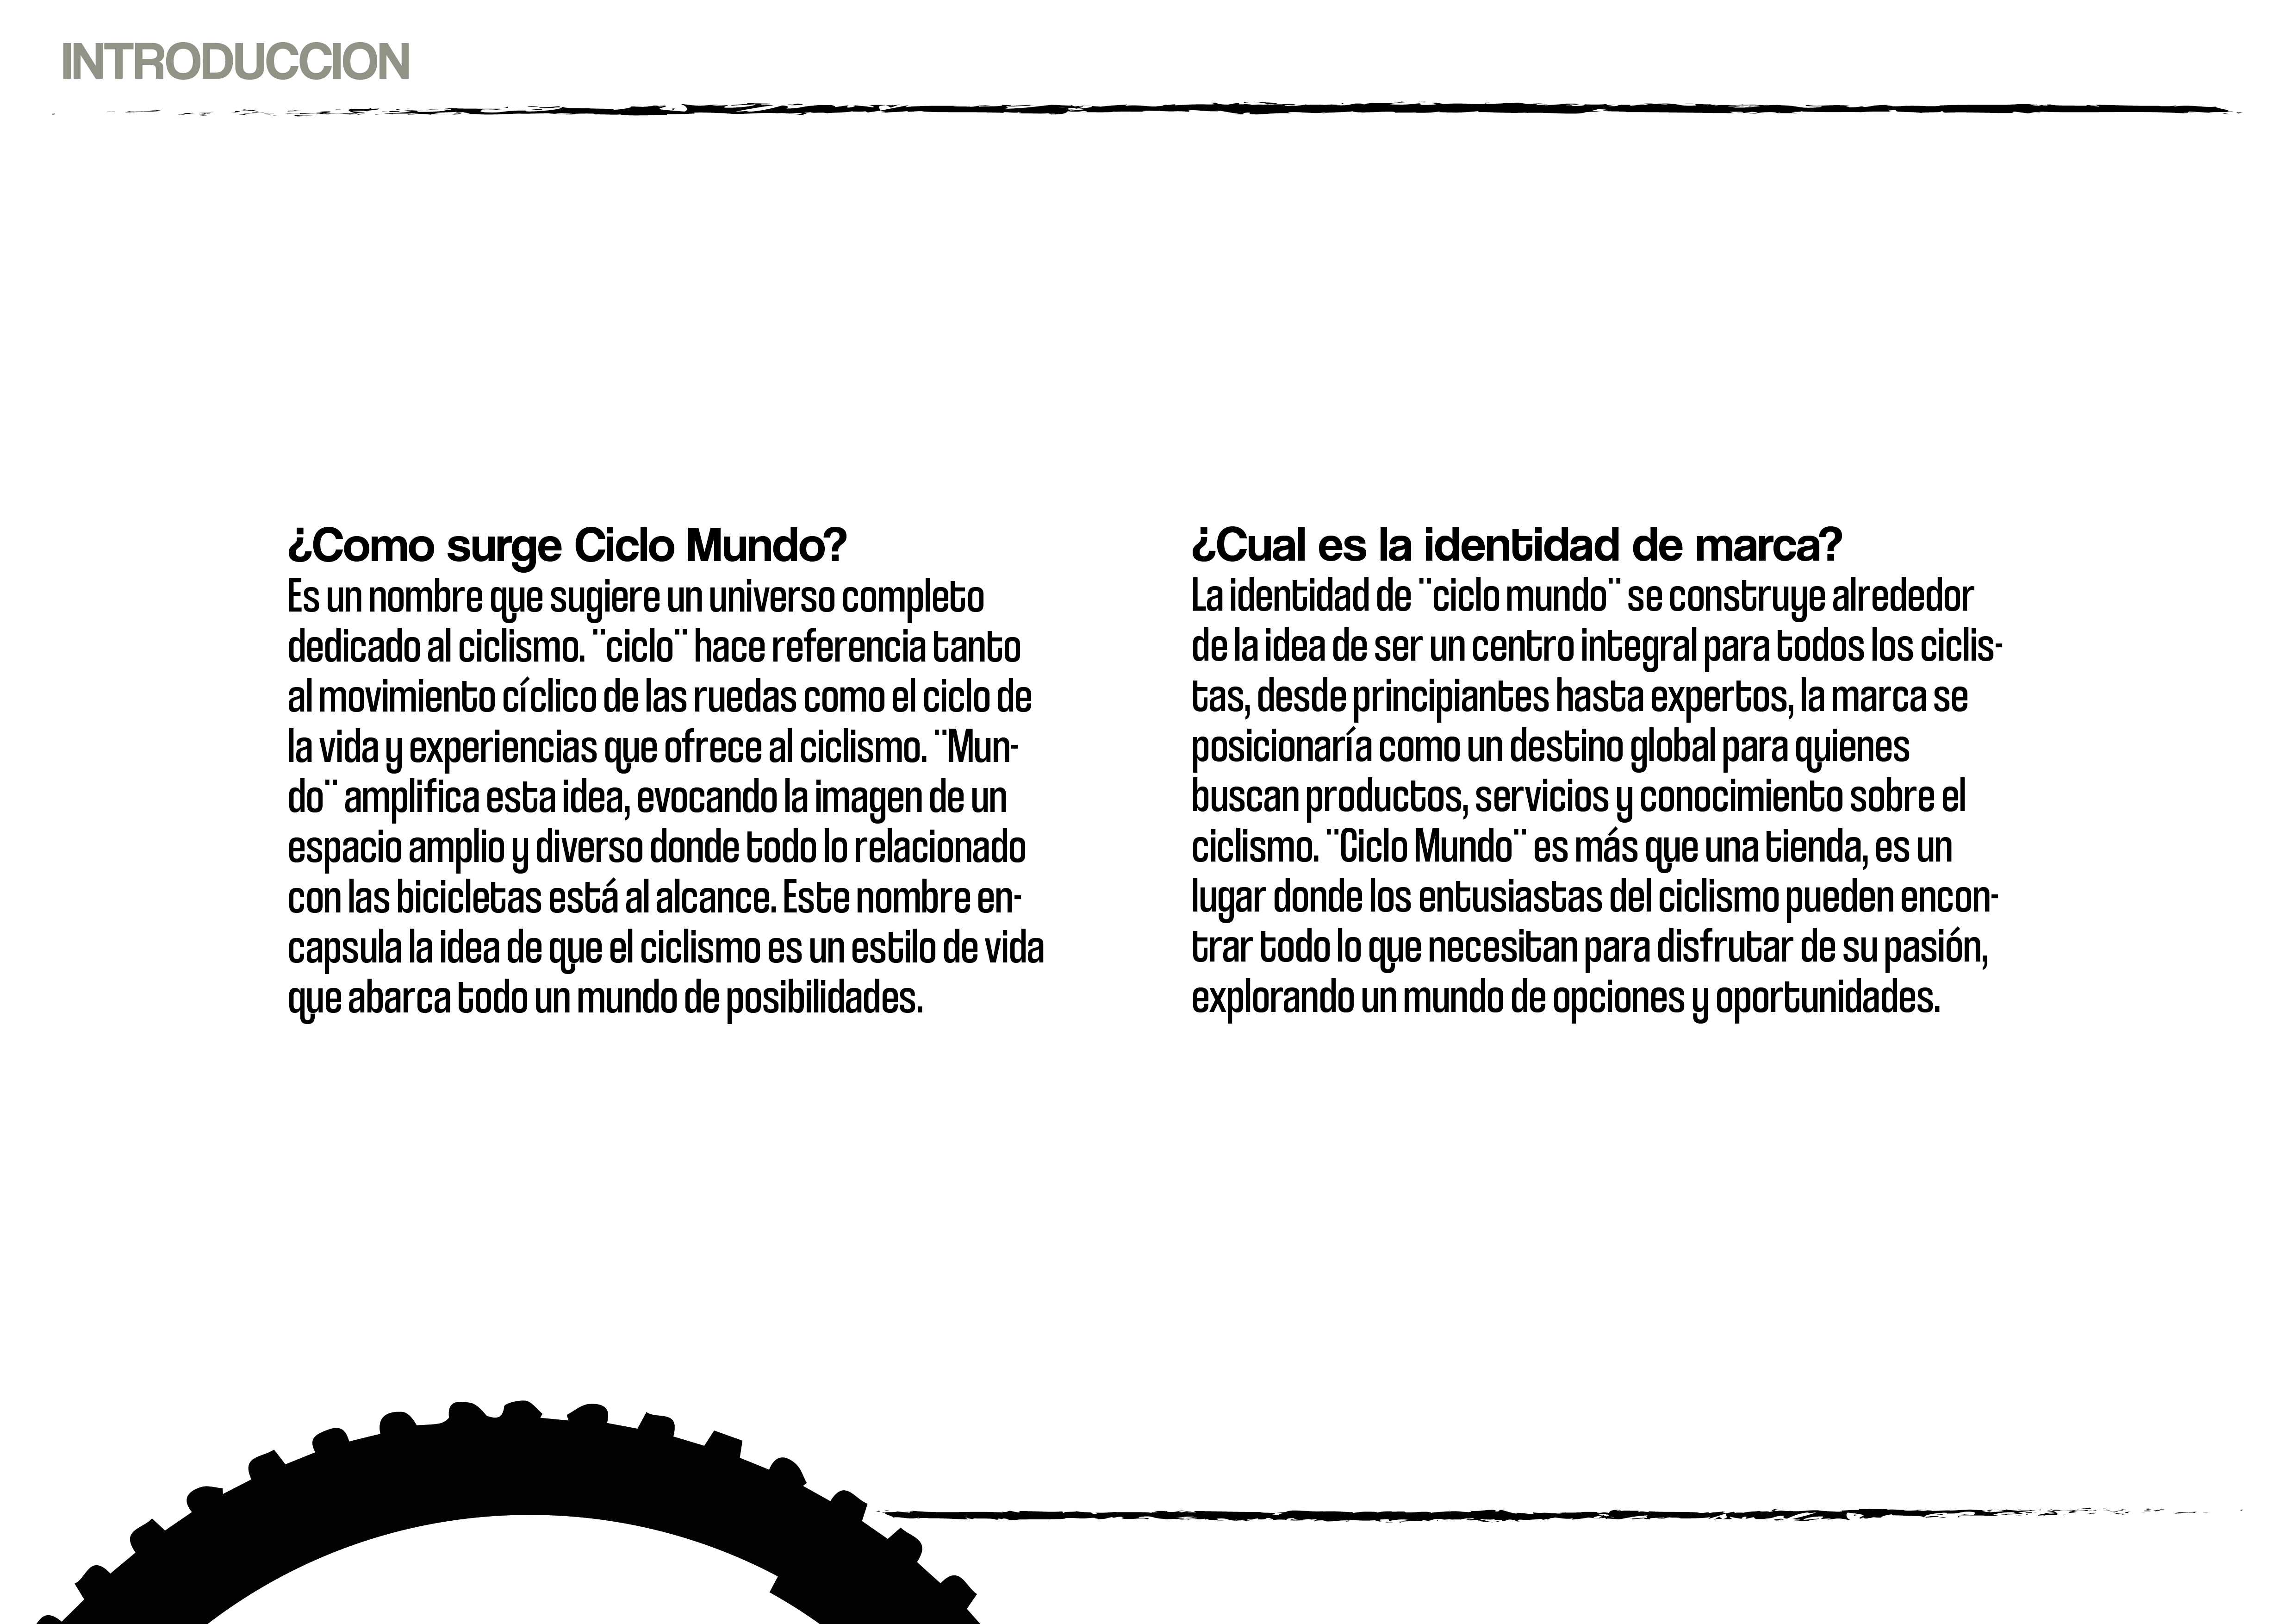 INTRODUCCION
¿Como surge Ciclo Mundo?
Es un nombre que sugiere un universo completo
dedicado al ciclismo. ¨ciclo¨ hace referencia tanto
al movimiento cíclico de las ruedas como el ciclo de
la vida y experiencias que ofrece al ciclismo. ¨Mun-
do¨ amplifica esta idea, evocando la imagen de un
espacio amplio y diverso donde todo lo relacionado
con las bicicletas está al alcance. Este nombre en-
capsula la idea de que el ciclismo es un estilo de vida
que abarca todo un mundo de posibilidades.
¿Cual es la identidad de marca?
La identidad de ¨ciclo mundo¨ se construye alrededor
de la idea de ser un centro integral para todos los ciclis-
tas, desde principiantes hasta expertos, la marca se
posicionaría como un destino global para quienes
buscan productos, servicios y conocimiento sobre el
ciclismo. ¨Ciclo Mundo¨ es más que una tienda, es un
lugar donde los entusiastas del ciclismo pueden encon-
trar todo lo que necesitan para disfrutar de su pasión,
explorando un mundo de opciones y oportunidades.